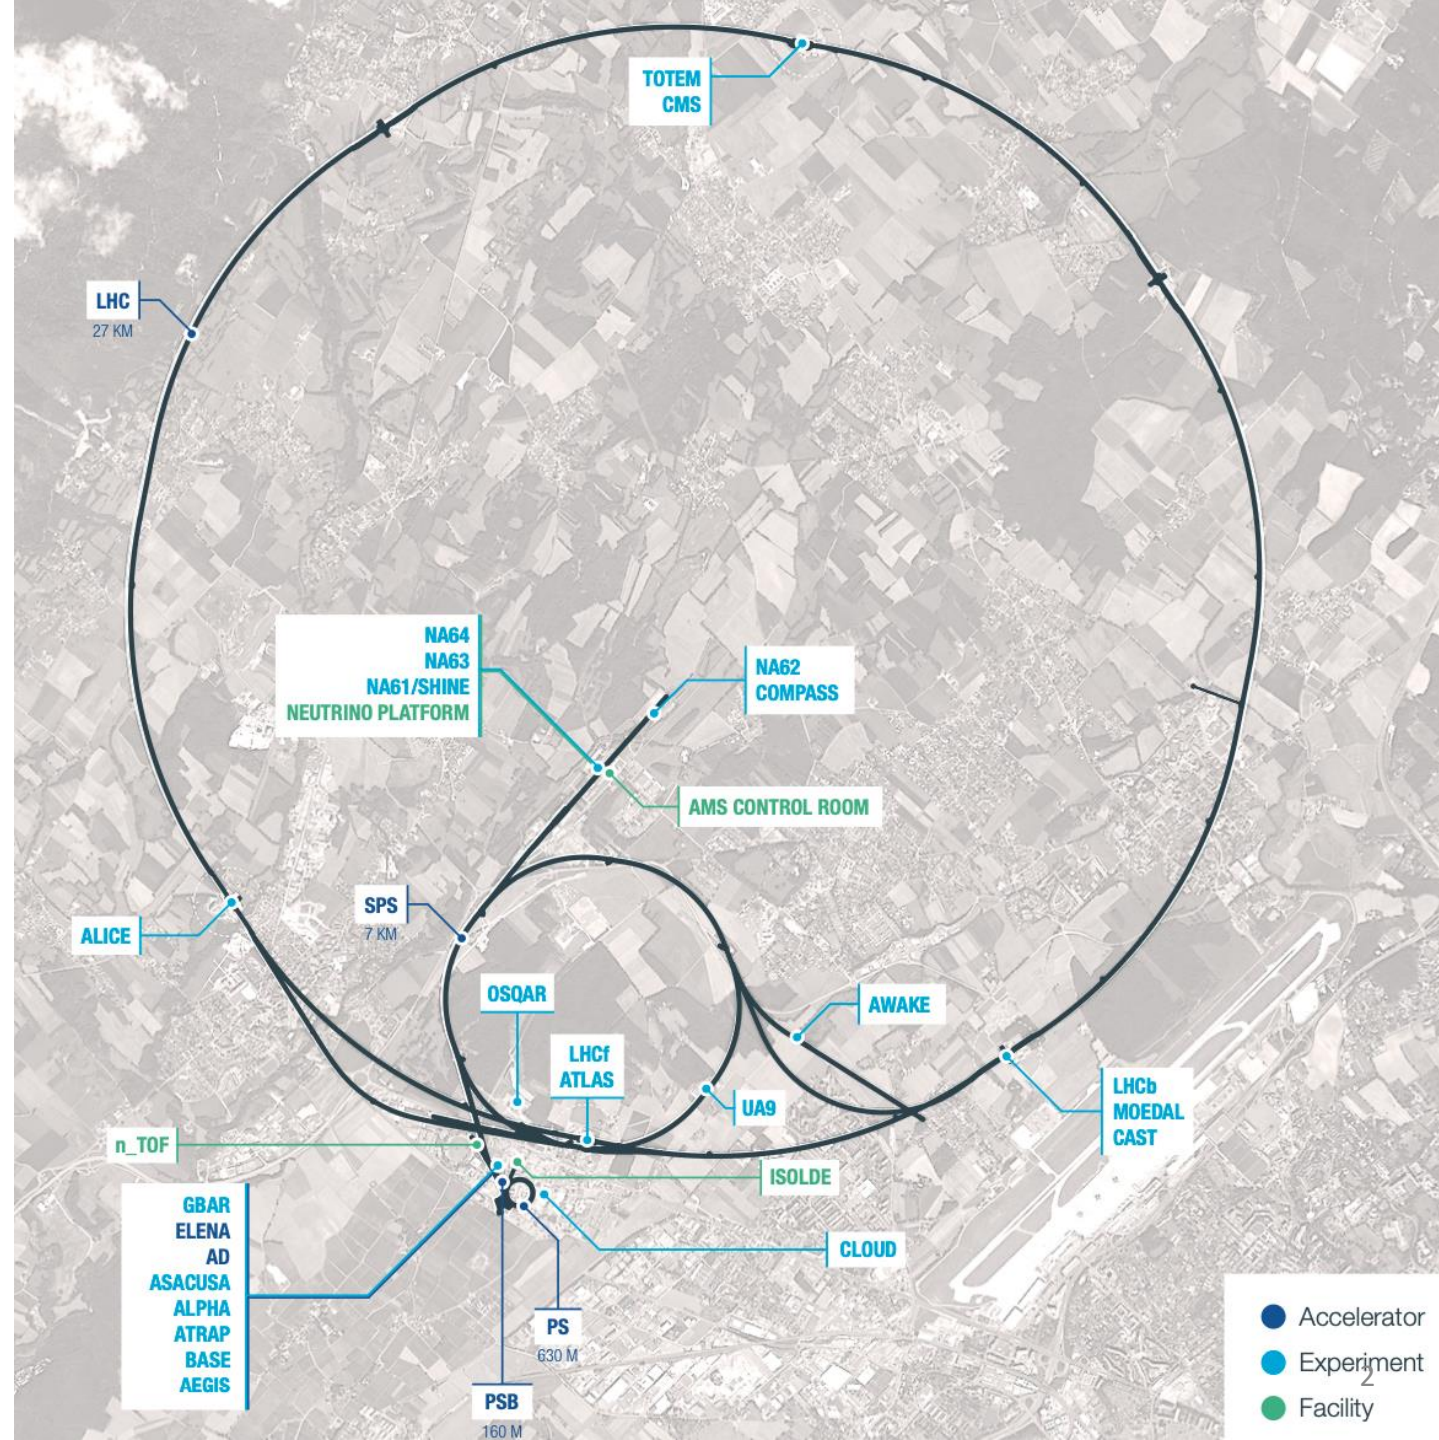 TOTEM
CMS
LHC
27 KM
NA64
NA63
NA61/SHINE
NEUTRINO PLATFORM
NA62
COMPASS
AMS CONTROL ROOM
SPS
7 KM
ALICE
OSQAR
AWAKE
LHCf
ATLAS
UA9
LHCb
MOEDAL
CAST
n_TOF
ISOLDE
GBAR
ELENA
AD
ASACUSA
ALPHA
ATRAP
BASE
AEGIS
CLOUD
PS
630 M
PSB
160 M
Accelerator
Experiment
2
Facility